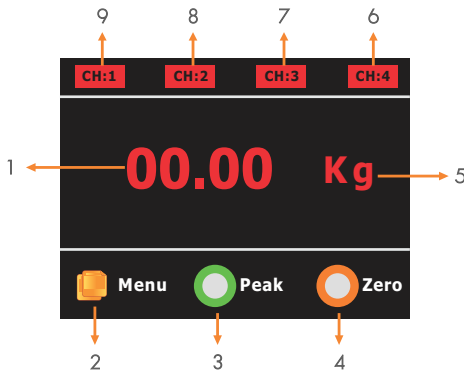 9 8 7 6
CH:1 CH:2 CH:3 CH:4
1 00.00 Kg 5
Menu Peak Zero
2 3 4